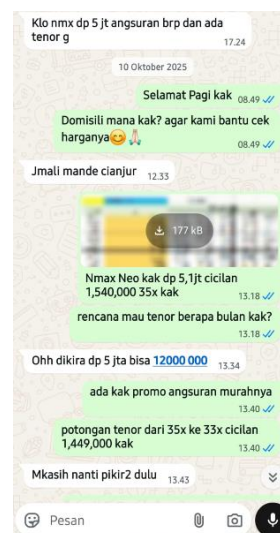 Klo nmx dp 5 jt angsuran brp dan ada
tenor g
17.24
10 Oktober 2025
Selamat Pagi kak 08.49
Domisili mana kak? agar kami bantu cek
harganya😊🙏
08.49
Jmali mande cianjur 12.33
177 kB
Nmax Neo kak dp 5,1jt cicilan
1,540,000 35x kak 13.18
rencana mau tenor berapa bulan kak?
13.18
Ohh dikira dp 5 jta bisa 12000 000 13.34
ada kak promo angsuran murahnya
13.40
potongan tenor dari 35x ke 33x cicilan
1,449,000 kak 13.40
Mkasih nanti pikir2 dulu 13.43
Pesan